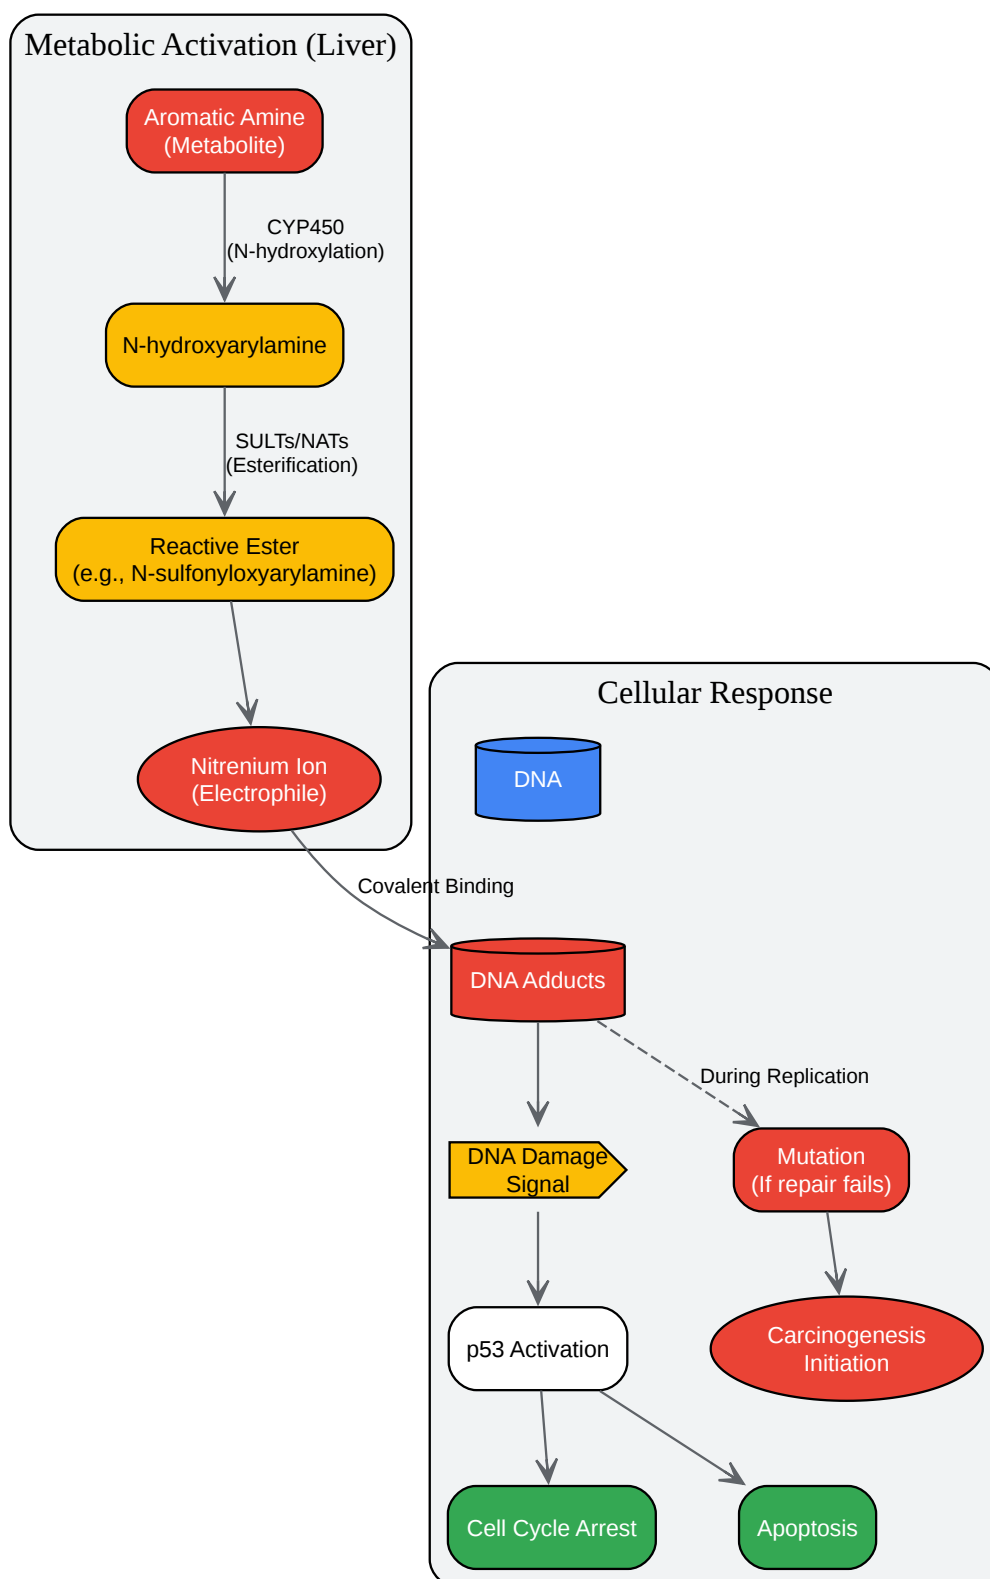 Metabolic Activation (Liver)
Aromatic Amine
(Metabolite)
CYP450
(N-hydroxylation)
N-hydroxyarylamine
SULTs/NATs
(Esterification)
Reactive Ester
(e.g., N-sulfonyloxyarylamine)
Nitrenium Ion
(Electrophile)
Cellular Response
DNA
Covalent Binding
DNA Adducts
During Replication
DNA Damage
Signal
Mutation
(If repair fails)
p53 Activation
Carcinogenesis
Initiation
Cell Cycle Arrest
Apoptosis